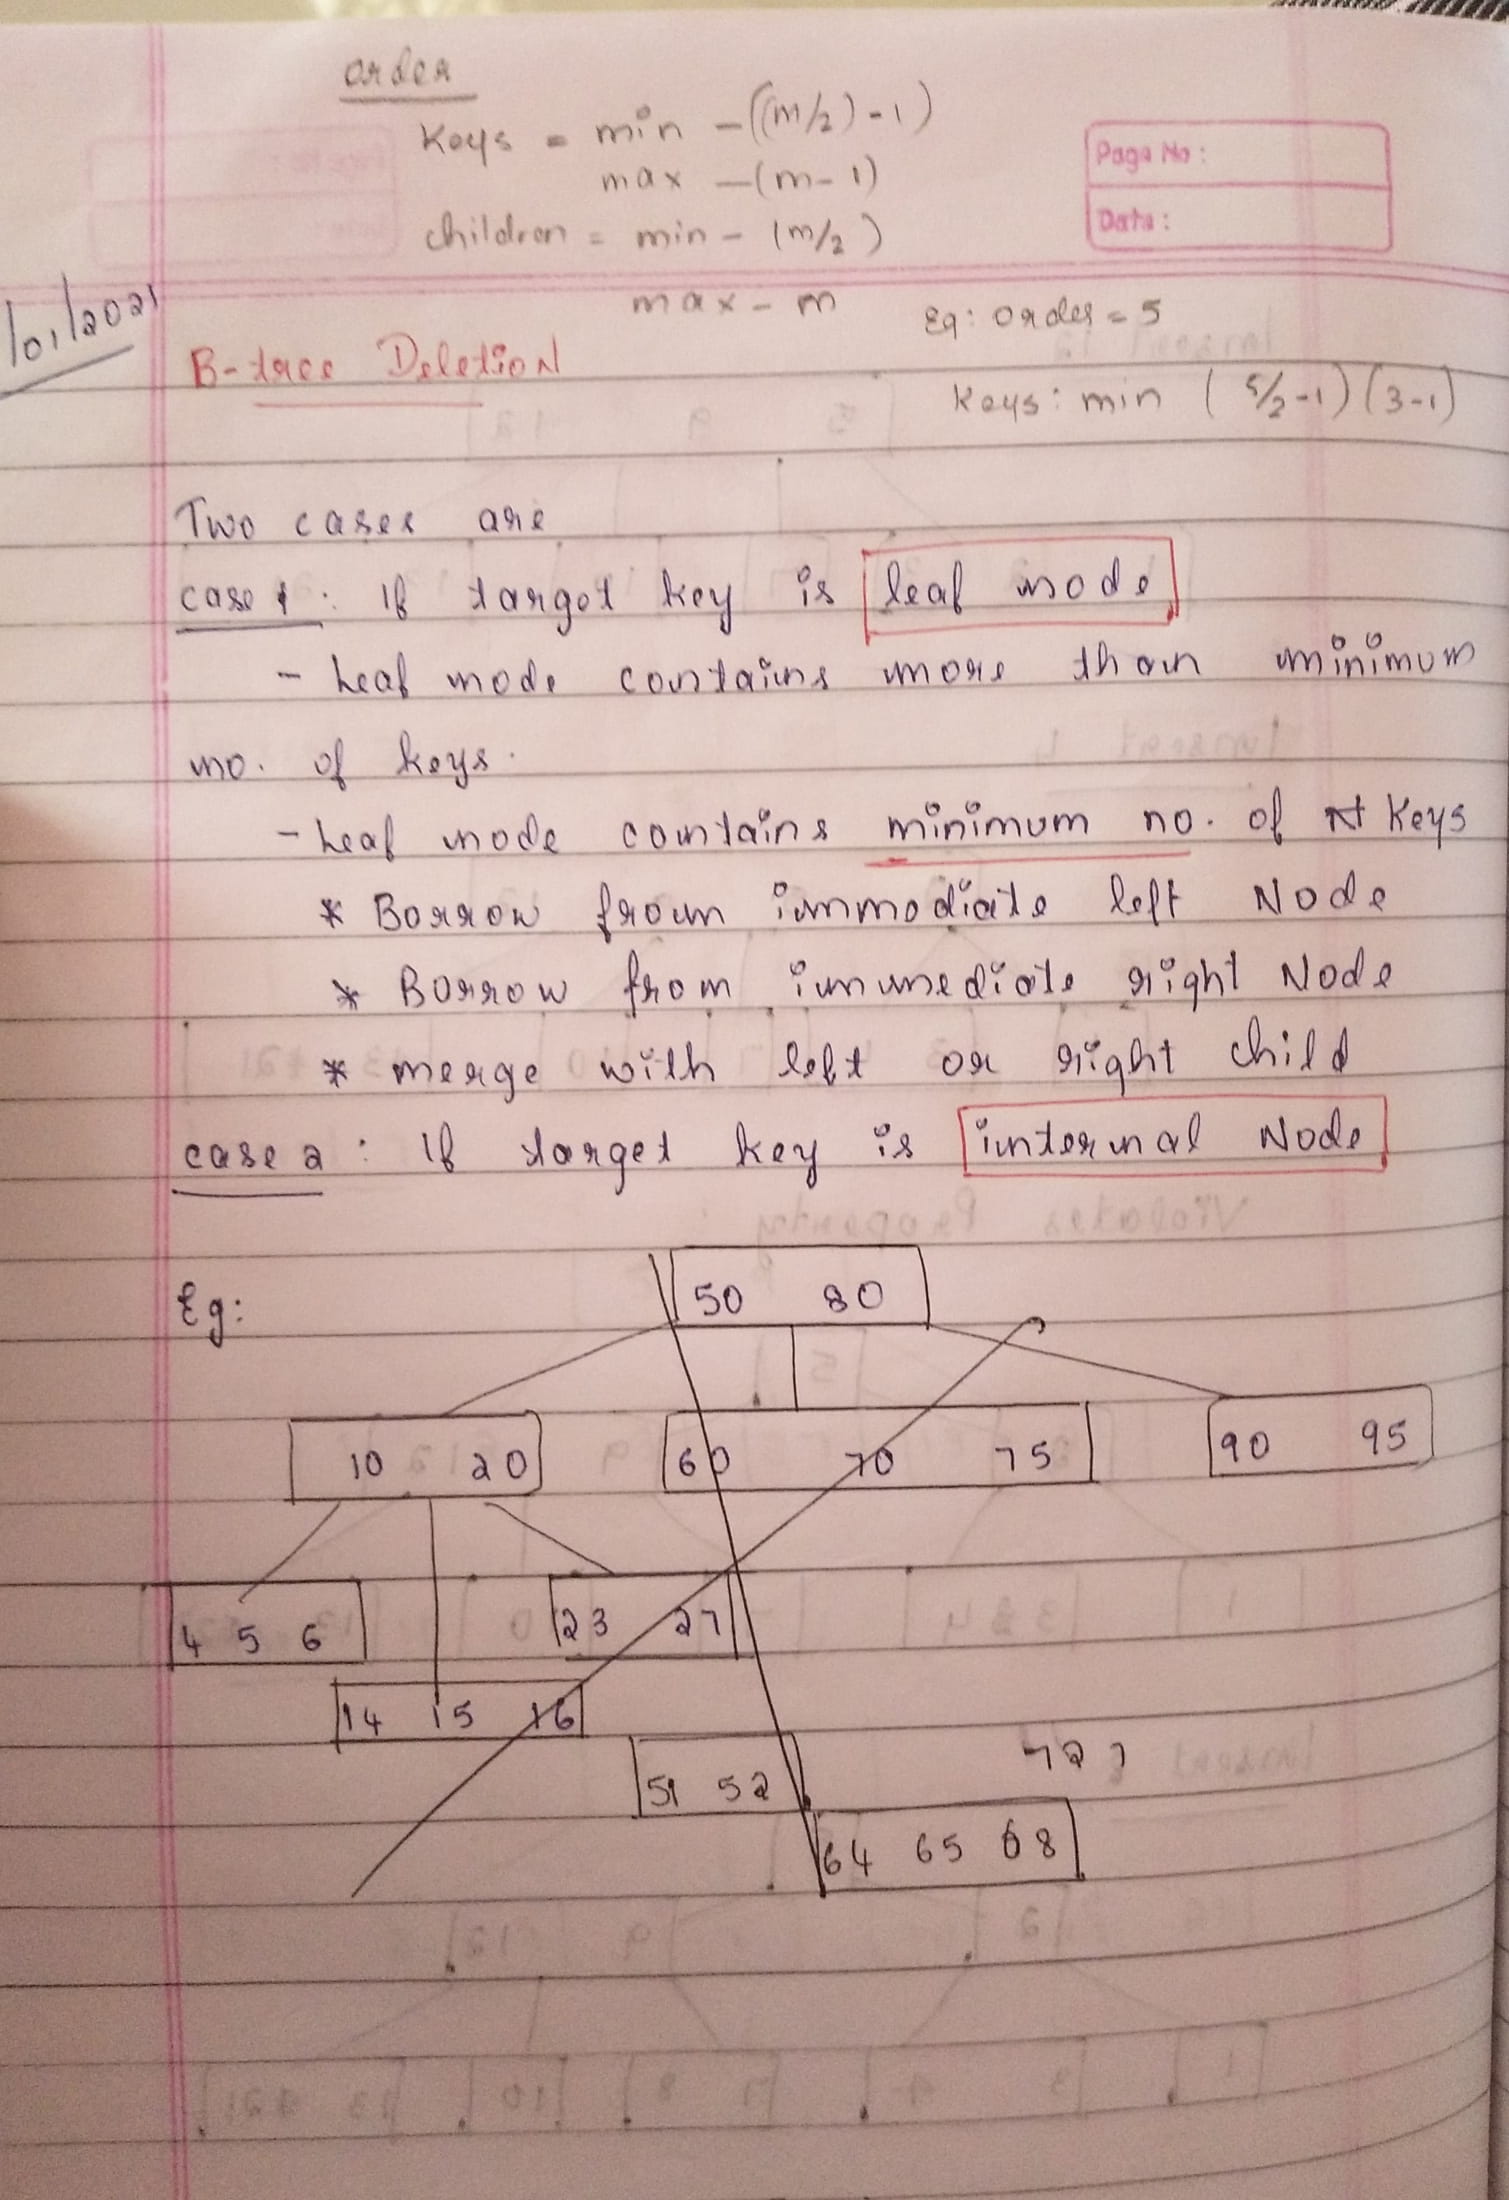 order
Keys = min - ((m/2) - 1)
max - (m - 1)
children = min - (m/2)
max - m
Page No :
Date :
/01/2021
Eg: order = 5
Keys: min ( 5/2 -1) (3-1)
B-tree Deletion
Two cases are
case 1 : If target key is leaf node
- Leaf node contains more than minimum
no. of keys.
- Leaf node contains minimum no. of Keys
* Borrow from immediate left Node
* Borrow from immediate right Node
* merge with left or right child
case 2 : If target key is internal Node
Eg:
50 80
10 20
60 70 75
90 95
4 5 6
23 27
14 15 16
51 52
72
64 65 68